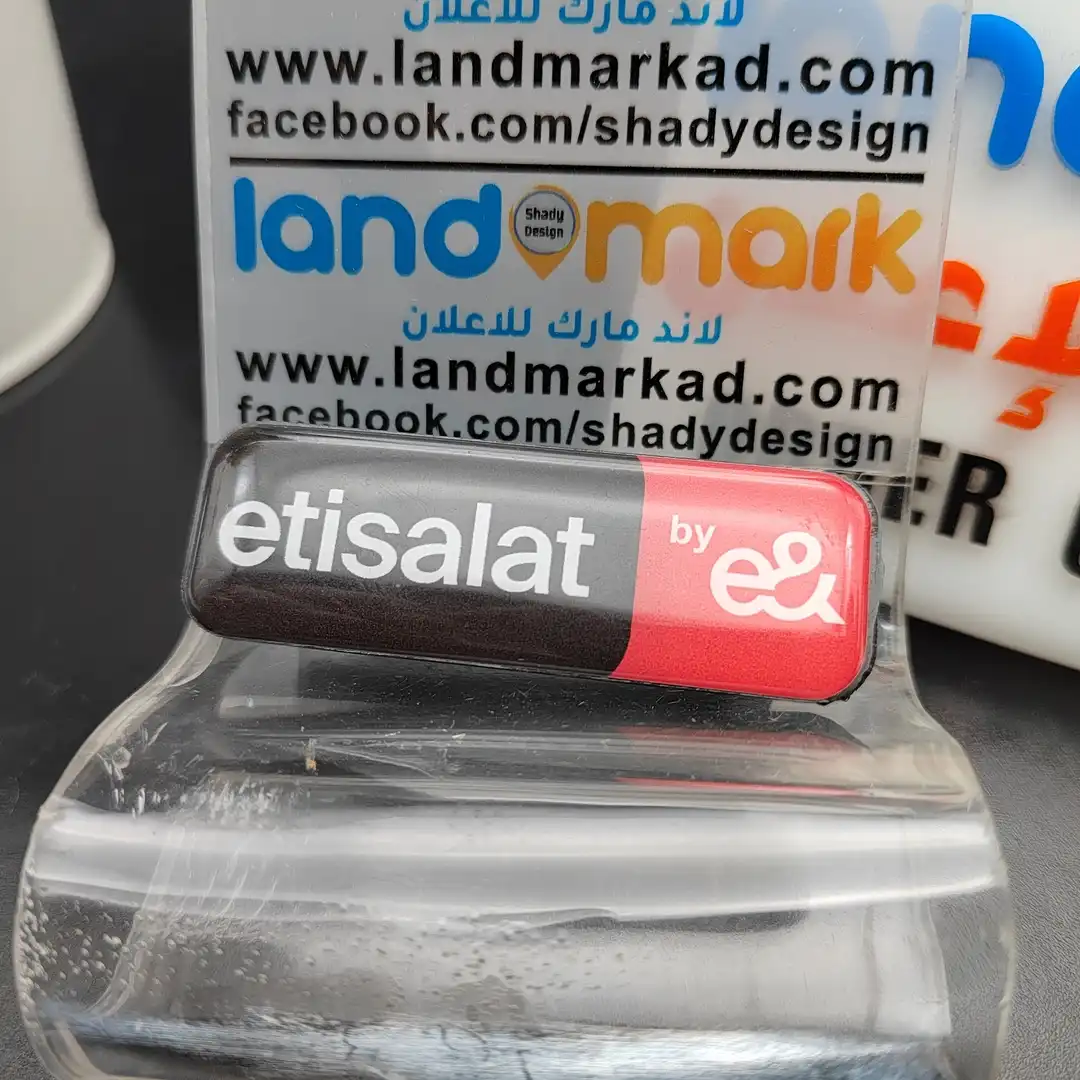 لاند مارك للاعلان
www.landmarkad.com
facebook.com/shadydesign
land mark
Shady
Design
لاند مارك للاعلان
www.landmarkad.com
facebook.com/shadydesign
etisalat by e&